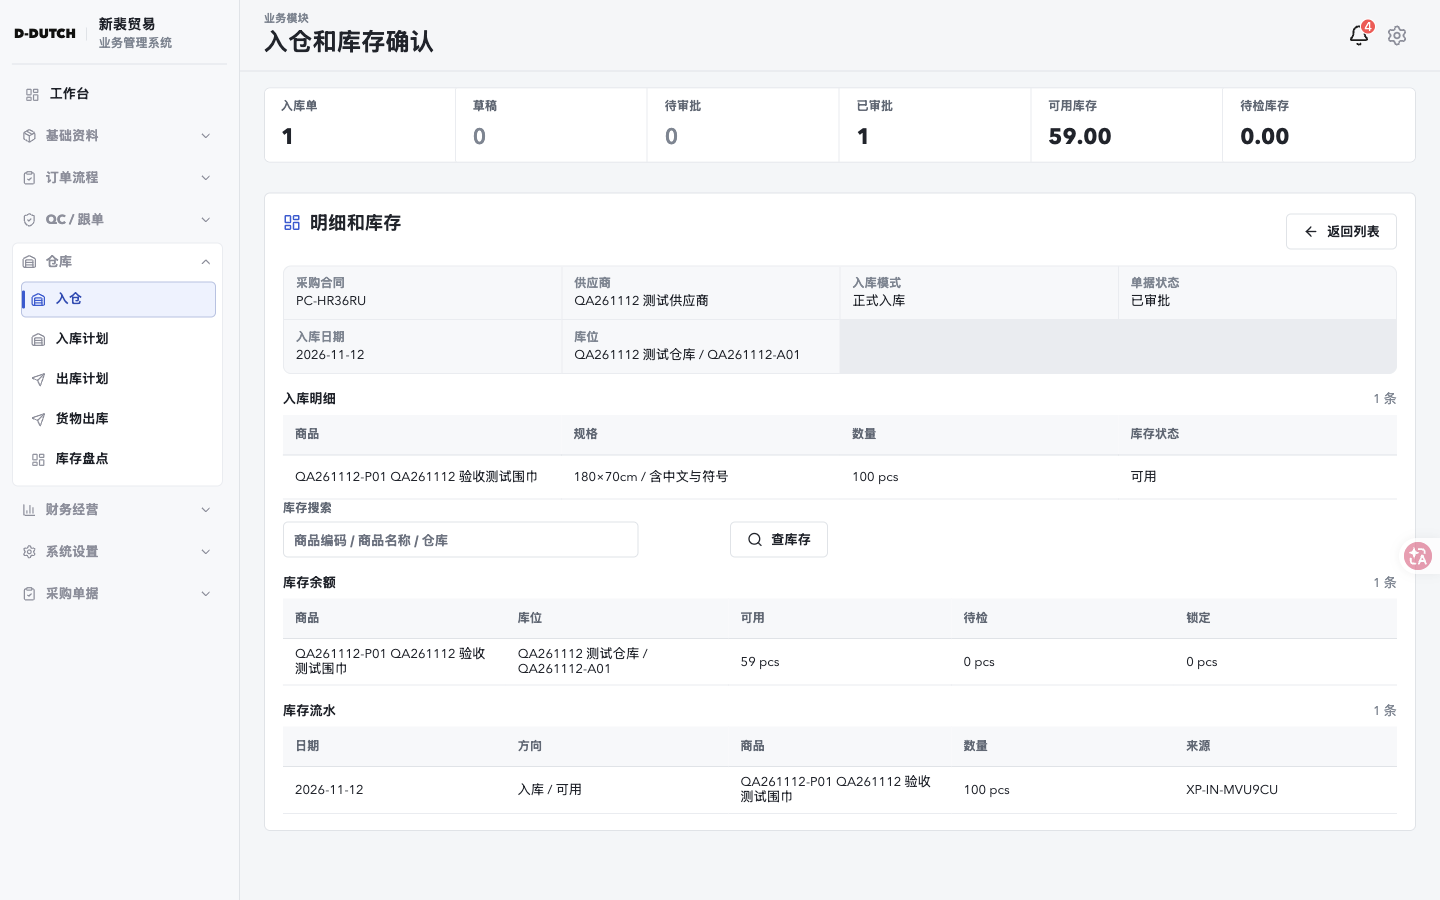 D-DUTCH
新裴贸易
业务管理系统
工作台
基础资料
订单流程
QC / 跟单
仓库
入仓
入库计划
出库计划
货物出库
库存盘点
财务经营
系统设置
采购单据
业务模块
入仓和库存确认
4
入库单
1
草稿
0
待审批
0
已审批
1
可用库存
59.00
待检库存
0.00
明细和库存
返回列表
采购合同
PC-HR36RU
供应商
QA261112 测试供应商
入库模式
正式入库
单据状态
已审批
入库日期
2026-11-12
库位
QA261112 测试仓库 / QA261112-A01
入库明细
1 条
商品 规格 数量 库存状态
QA261112-P01 QA261112 验收测试围巾 180×70cm / 含中文与符号 100 pcs 可用
库存搜索
商品编码 / 商品名称 / 仓库
查库存
库存余额
1 条
商品 库位 可用 待检 锁定
QA261112-P01 QA261112 验收
测试围巾
QA261112 测试仓库 /
QA261112-A01
59 pcs
0 pcs
0 pcs
库存流水
1 条
日期 方向 商品 数量 来源
2026-11-12
入库 / 可用
QA261112-P01 QA261112 验收
测试围巾
100 pcs
XP-IN-MVU9CU